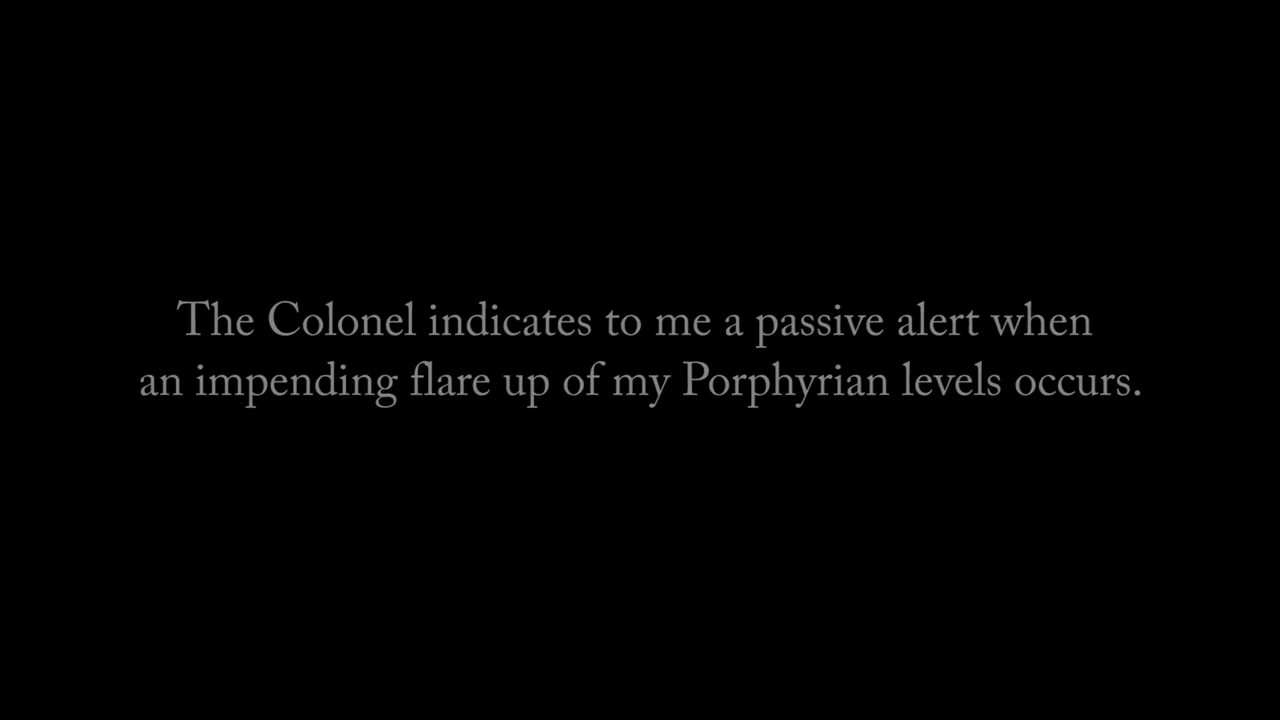 The Colonel indicates to me a passive alert when
an impending flare up of my Porphyrian levels occurs.